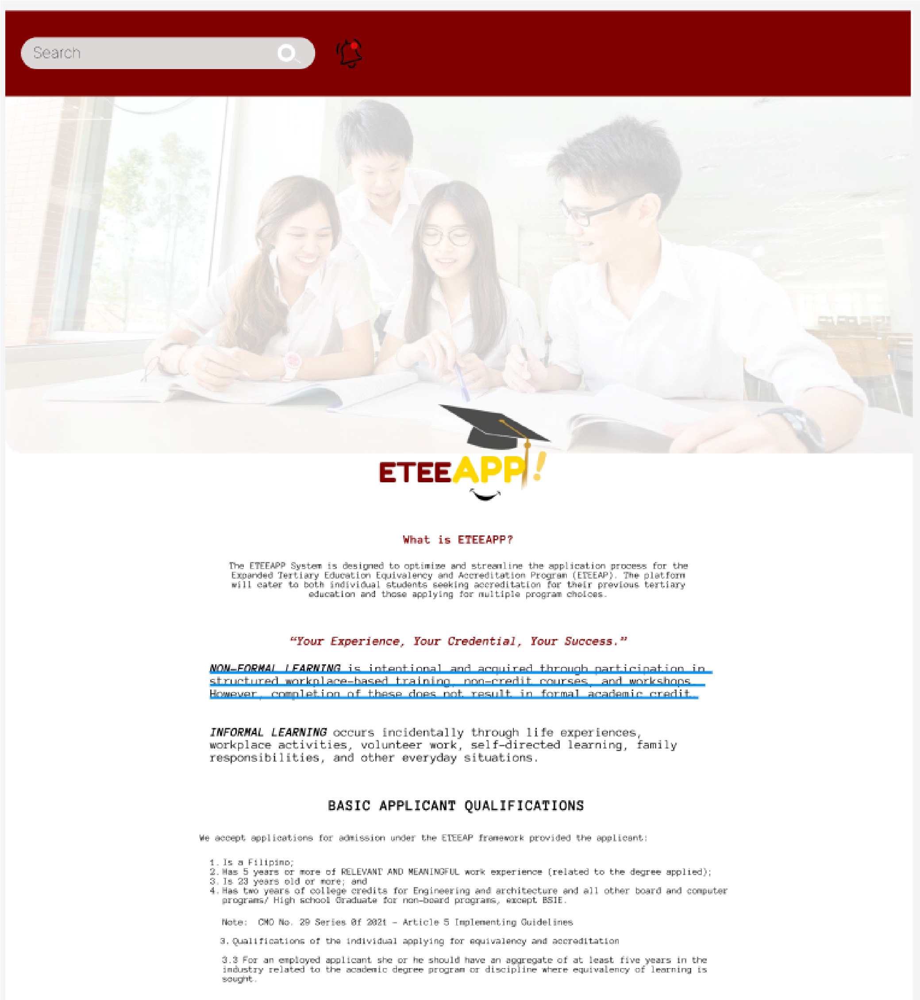 Search
ETEEAPP!
What is ETEEAPP?
The ETEEAPP System is designed to optimize and streamline the application process for the
Expanded Tertiary Education Equivalency and Accreditation Program (ETEEAP). The platform
will cater to both individual students seeking accreditation for their previous tertiary
education and those applying for multiple program choices.
“Your Experience, Your Credential, Your Success.”
NON-FORMAL LEARNING is intentional and acquired through participation in
structured workplace-based training, non-credit courses, and workshops.
However, completion of these does not result in formal academic credit.
INFORMAL LEARNING occurs incidentally through life experiences,
workplace activities, volunteer work, self-directed learning, family
responsibilities, and other everyday situations.
BASIC APPLICANT QUALIFICATIONS
We accept applications for admission under the ETEEAP framework provided the applicant:
1. Is a Filipino;
2. Has 5 years or more of RELEVANT AND MEANINGFUL work experience (related to the degree applied);
3. Is 23 years old or more; and
4. Has two years of college credits for Engineering and architecture and all other board and computer
programs/ High school Graduate for non-board programs, except BSIE.
Note: CMO No. 29 Series 0f 2021 - Article 5 Implementing Guidelines
3. Qualifications of the individual applying for equivalency and accreditation
3.3 For an employed applicant she or he should have an aggregate of at least five years in the
industry related to the academic degree program or discipline where equivalency of learning is
sought.